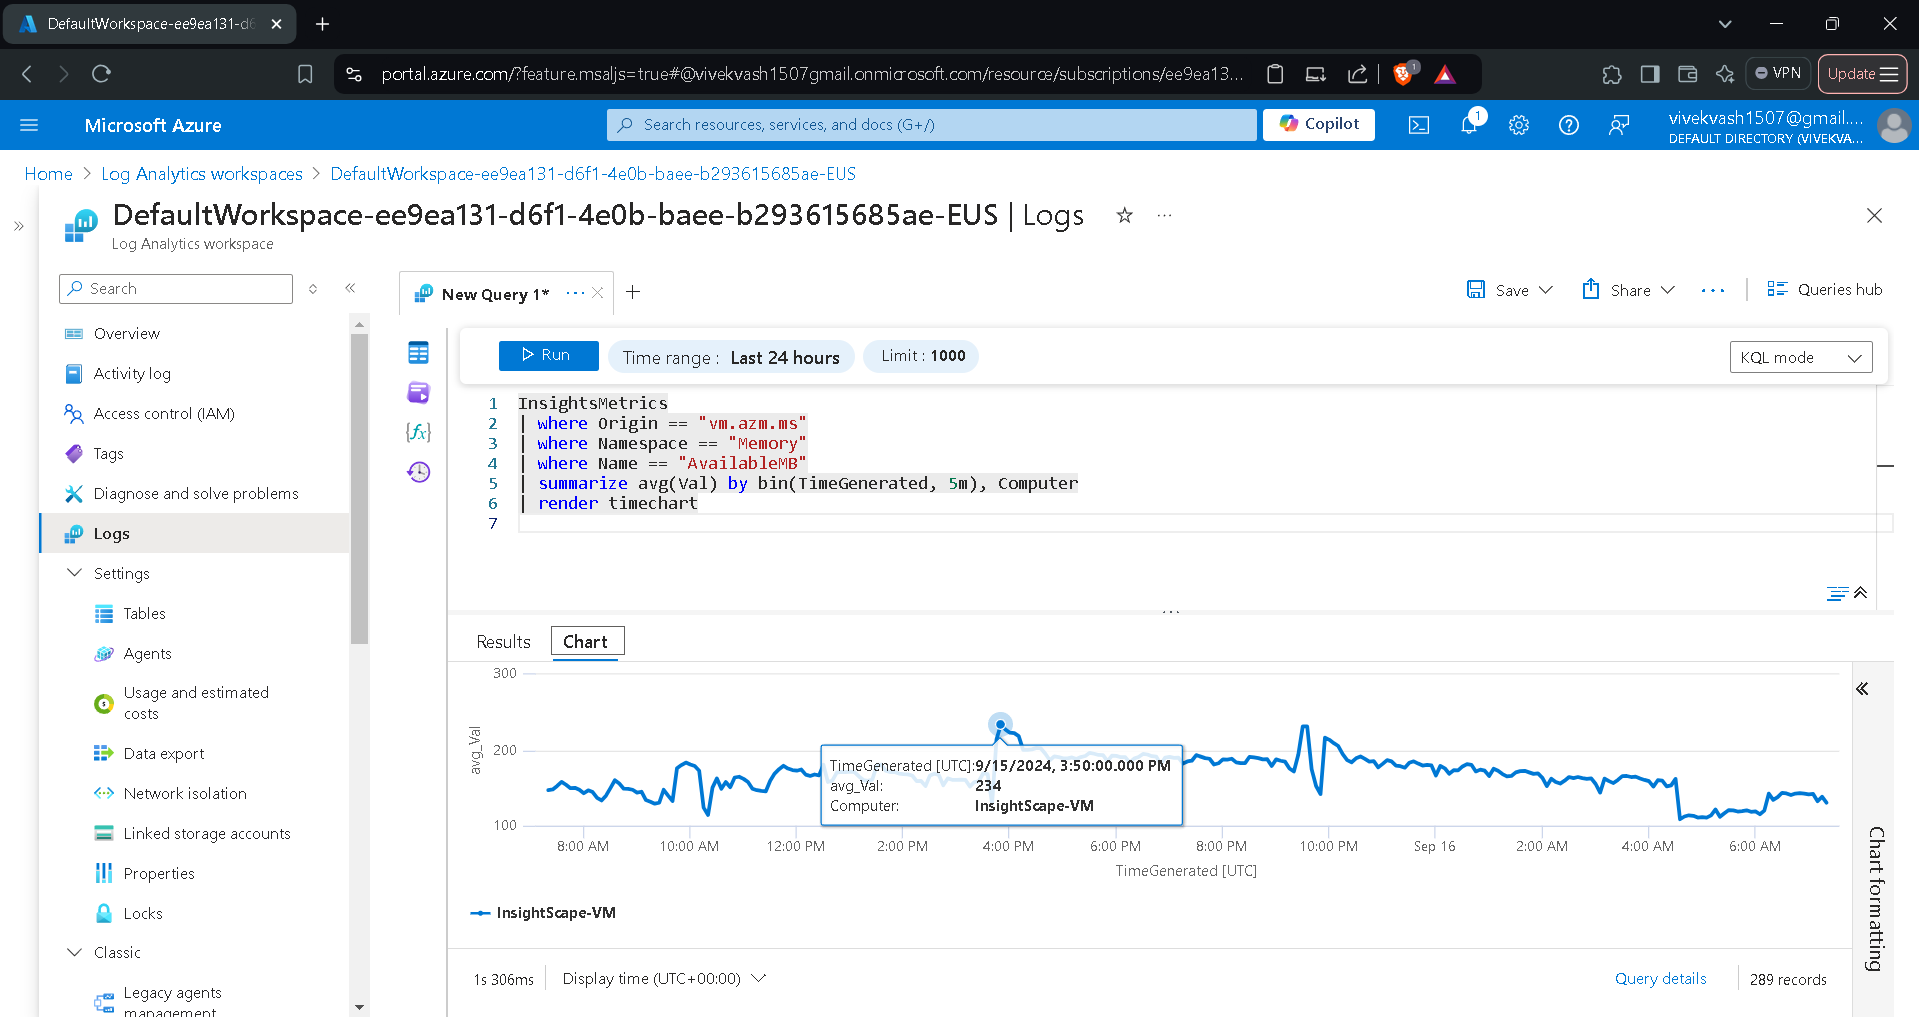 DefaultWorkspace-ee9ea131-d6
portal.azure.com/?feature.msaljs=true#@vivekvash1507gmail.onmicrosoft.com/resource/subscriptions/ee9ea13...
1
VPN
Update
Microsoft Azure
Search resources, services, and docs (G+/)
Copilot
1
vivekvash1507@gmail....
DEFAULT DIRECTORY (VIVEKVA...
Home > Log Analytics workspaces > DefaultWorkspace-ee9ea131-d6f1-4e0b-baee-b293615685ae-EUS
DefaultWorkspace-ee9ea131-d6f1-4e0b-baee-b293615685ae-EUS | Logs
Log Analytics workspace
Search
Overview
Activity log
Access control (IAM)
Tags
Diagnose and solve problems
Logs
Settings
Tables
Agents
Usage and estimated
costs
Data export
Network isolation
Linked storage accounts
Properties
Locks
Classic
Legacy agents
management
New Query 1*
Save
Share
Queries hub
Run
Time range : Last 24 hours
Limit : 1000
KQL mode
1 InsightsMetrics
2 | where Origin == "vm.azm.ms"
3 | where Namespace == "Memory"
4 | where Name == "AvailableMB"
5 | summarize avg(Val) by bin(TimeGenerated, 5m), Computer
6 | render timechart
7
Results
Chart
300
200
100
avg_Val
TimeGenerated [UTC]: 9/15/2024, 3:50:00.000 PM
avg_Val: 234
Computer: InsightScape-VM
8:00 AM 10:00 AM 12:00 PM 2:00 PM 4:00 PM 6:00 PM 8:00 PM 10:00 PM Sep 16 2:00 AM 4:00 AM 6:00 AM
TimeGenerated [UTC]
InsightScape-VM
Chart formatting
1s 306ms
Display time (UTC+00:00)
Query details
289 records